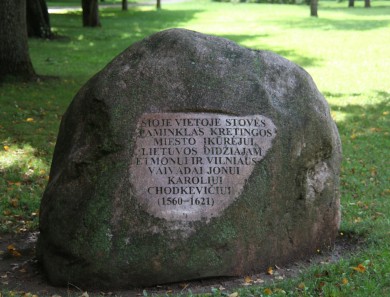 ŠIOJE VIETOJE STOVĖS
PAMINKLAS KRETINGOS
MIESTO ĮKŪRĖJUI,
LIETUVOS DIDŽIAJAM
ETMONUI IR VILNIAUS
VAIVADAI JONUI
KAROLIUI
CHODKEVIČIUI
(1560-1621)